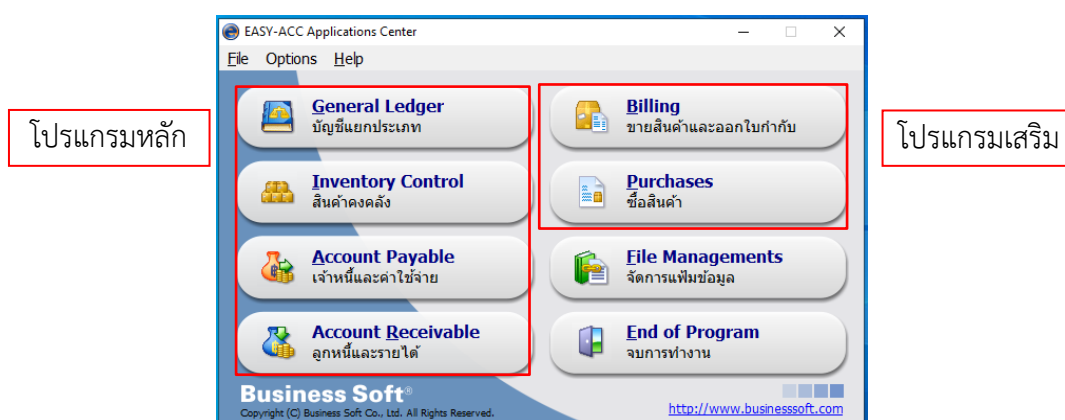 EASY-ACC Applications Center
File Options Help
โปรแกรมหลัก
General Ledger
บัญชีแยกประเภท
Inventory Control
สินค้าคงคลัง
Account Payable
เจ้าหนี้และค่าใช้จ่าย
Account Receivable
ลูกหนี้และรายได้
Billing
ขายสินค้าและออกใบกำกับ
Purchases
ซื้อสินค้า
File Managements
จัดการแฟ้มข้อมูล
End of Program
จบการทำงาน
โปรแกรมเสริม
Business Soft®
Copyright (C) Business Soft Co., Ltd. All Rights Reserved.
http://www.businesssoft.com